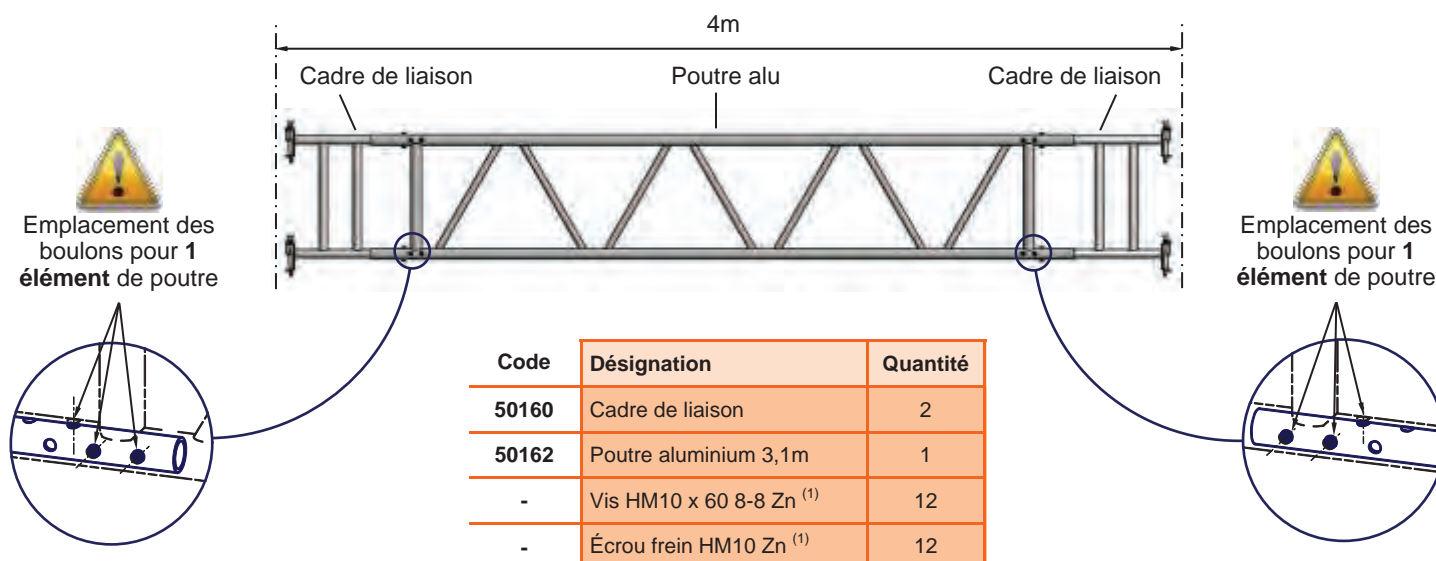 4m
Cadre de liaison
Poutre alu
Cadre de liaison
Emplacement des
boulons pour 1
élément de poutre
Emplacement des
boulons pour 1
élément de poutre
Code Désignation Quantité
50160 Cadre de liaison 2
50162 Poutre aluminium 3,1m 1
- Vis HM10 x 60 8-8 Zn (1) 12
- Écrou frein HM10 Zn (1) 12